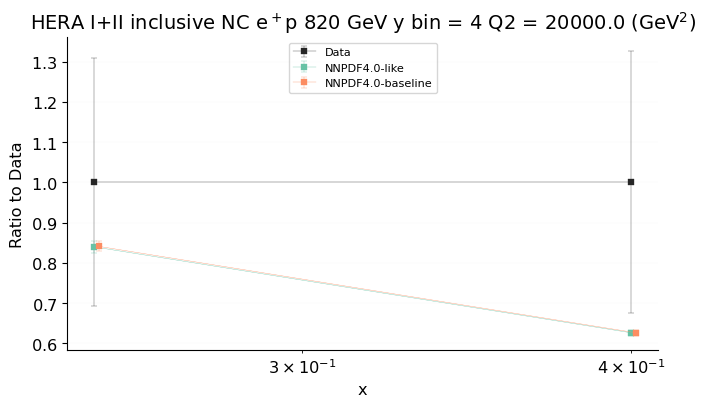 HERA I+II inclusive NC e⁺p 820 GeV y bin = 4 Q2 = 20000.0 (GeV²)
Data
NNPDF4.0-like
NNPDF4.0-baseline
Ratio to Data
1.3
1.2
1.1
1.0
0.9
0.8
0.7
0.6
3 × 10⁻¹
4 × 10⁻¹
x